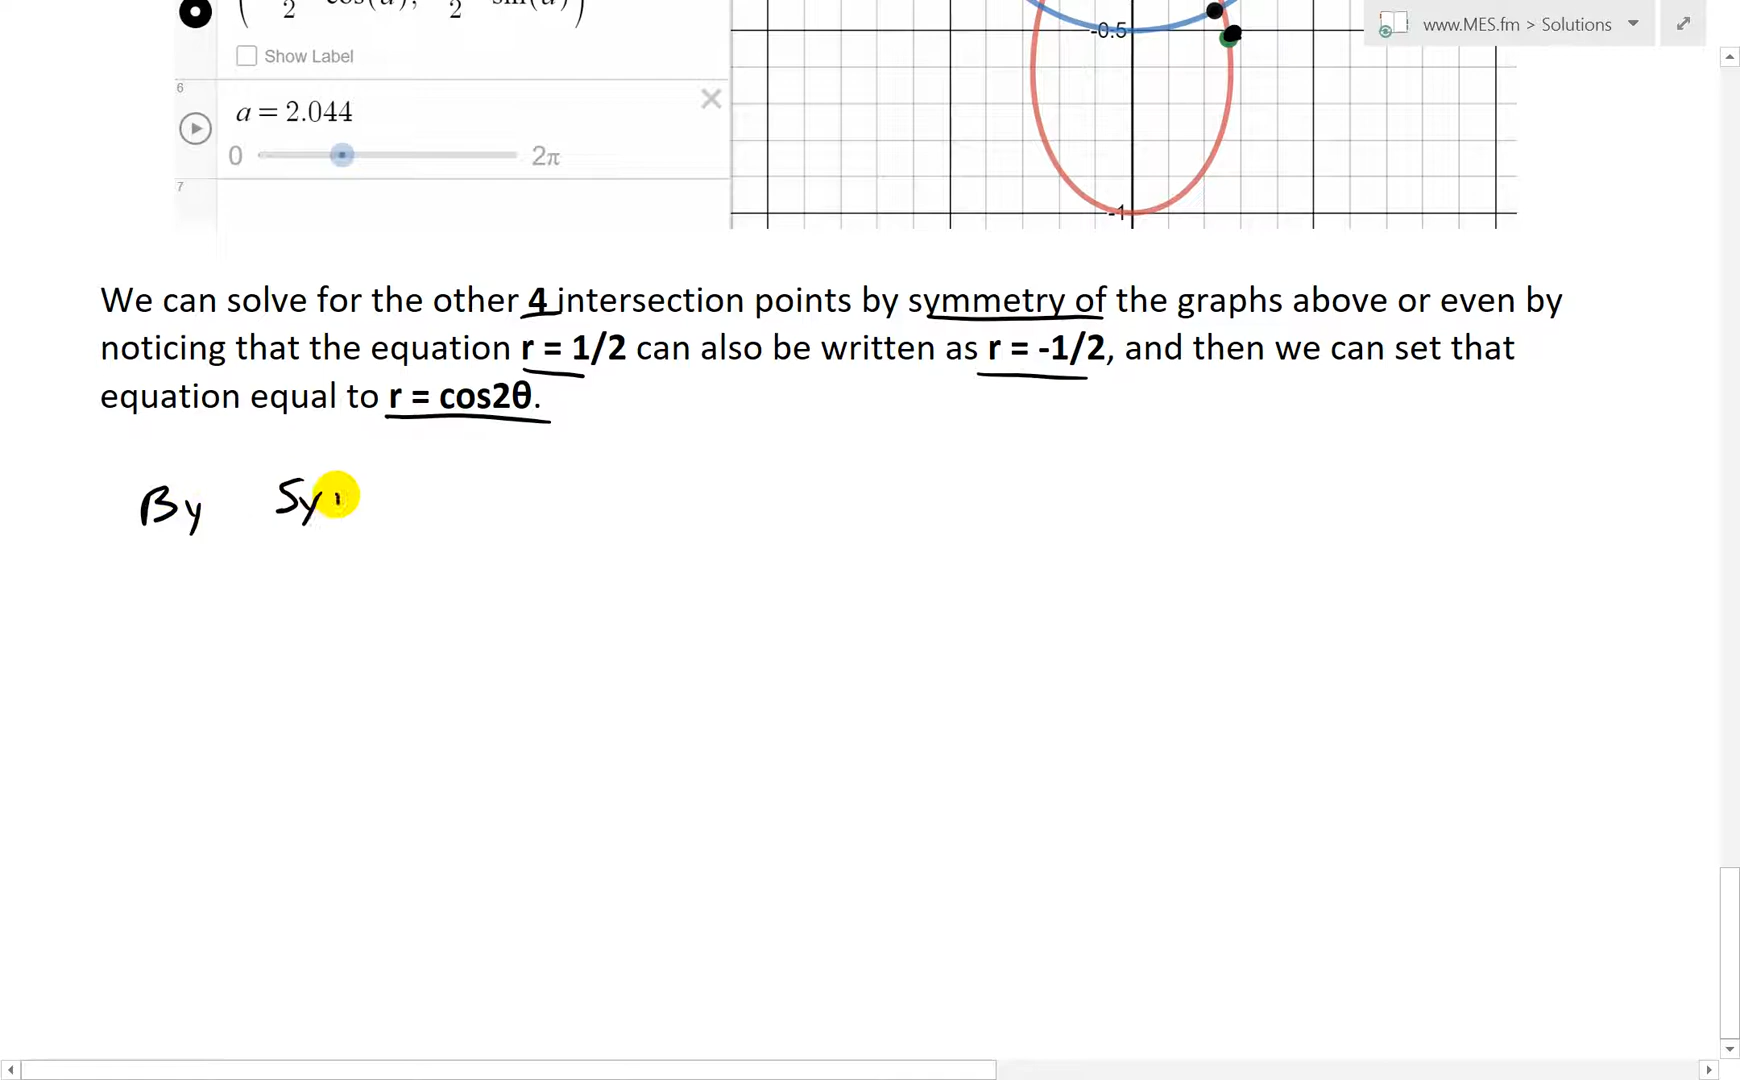 www.MES.fm > Solutions
-0.5
Show Label
6
a = 2.044
0
2π
-1
7
We can solve for the other 4 intersection points by symmetry of the graphs above or even by
noticing that the equation r = 1/2 can also be written as r = -1/2, and then we can set that
equation equal to r = cos2θ.
By Sy